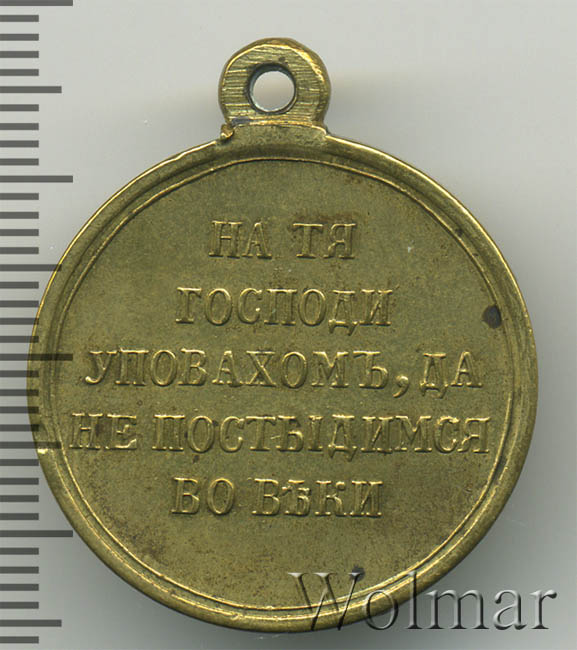 НА ТЯ
ГОСПОДИ
УПОВАХОМЪ, ДА
НЕ ПОСТЫДИМСЯ
ВО ВѢКИ
Wolmar